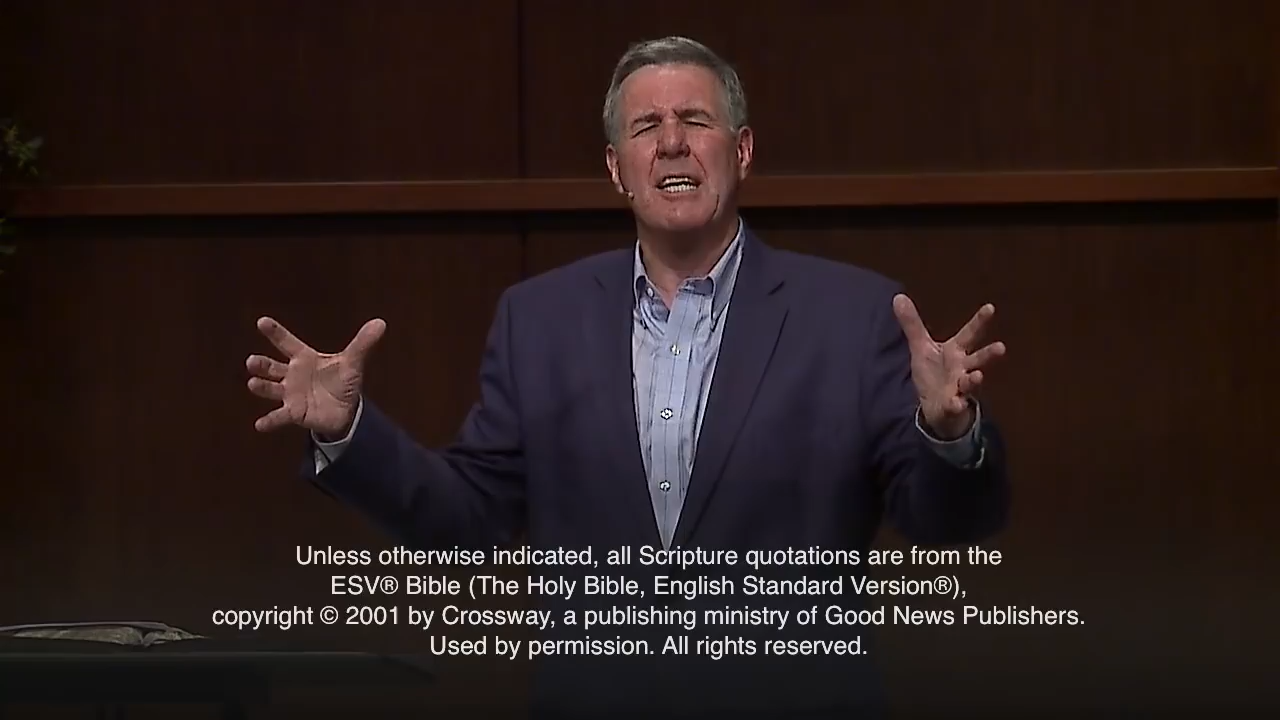 Unless otherwise indicated, all Scripture quotations are from the
ESV® Bible (The Holy Bible, English Standard Version®),
copyright © 2001 by Crossway, a publishing ministry of Good News Publishers.
Used by permission. All rights reserved.